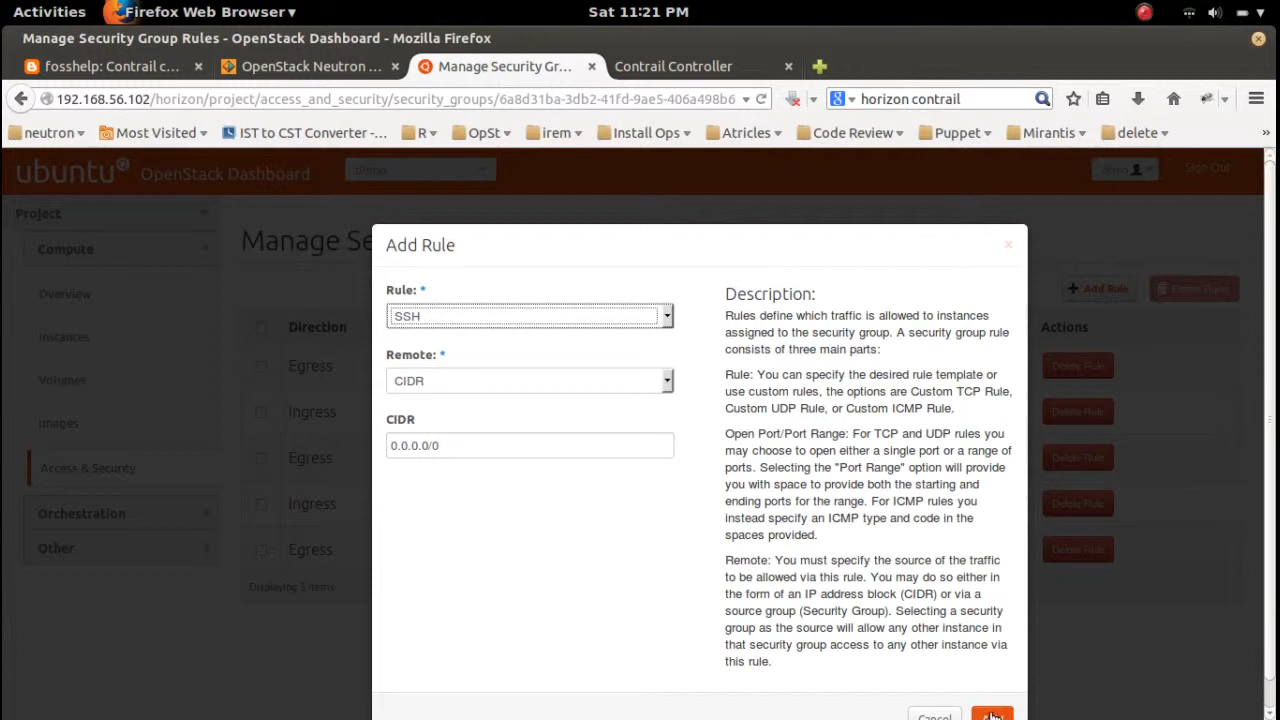 Activities Firefox Web Browser ▾ Sat 11:21 PM
Manage Security Group Rules - OpenStack Dashboard - Mozilla Firefox
fosshelp: Contrail c... OpenStack Neutron ... Manage Security Gr... Contrail Controller
192.168.56.102/horizon/project/access_and_security/security_groups/6a8d31ba-3db2-41fd-9ae5-406a498b6 horizon contrail
neutron Most Visited IST to CST Converter -... R OpSt irem Install Ops Atricles Code Review Puppet Mirantis delete »
ubuntu® OpenStack Dashboard demo demo Sign Out
Project
Compute
Overview
Instances
Volumes
Images
Access & Security
Orchestration
Other
Manage Se
Add Rule Delete Rules
Direction Actions
Egress Delete Rule
Ingress Delete Rule
Egress Delete Rule
Ingress Delete Rule
Egress Delete Rule
Displaying 5 items
Add Rule ×
Rule: *
SSH
Remote: *
CIDR
CIDR
0.0.0.0/0
Description:
Rules define which traffic is allowed to instances
assigned to the security group. A security group rule
consists of three main parts:
Rule: You can specify the desired rule template or
use custom rules, the options are Custom TCP Rule,
Custom UDP Rule, or Custom ICMP Rule.
Open Port/Port Range: For TCP and UDP rules you
may choose to open either a single port or a range of
ports. Selecting the "Port Range" option will provide
you with space to provide both the starting and
ending ports for the range. For ICMP rules you
instead specify an ICMP type and code in the
spaces provided.
Remote: You must specify the source of the traffic
to be allowed via this rule. You may do so either in
the form of an IP address block (CIDR) or via a
source group (Security Group). Selecting a security
group as the source will allow any other instance in
that security group access to any other instance via
this rule.
Cancel